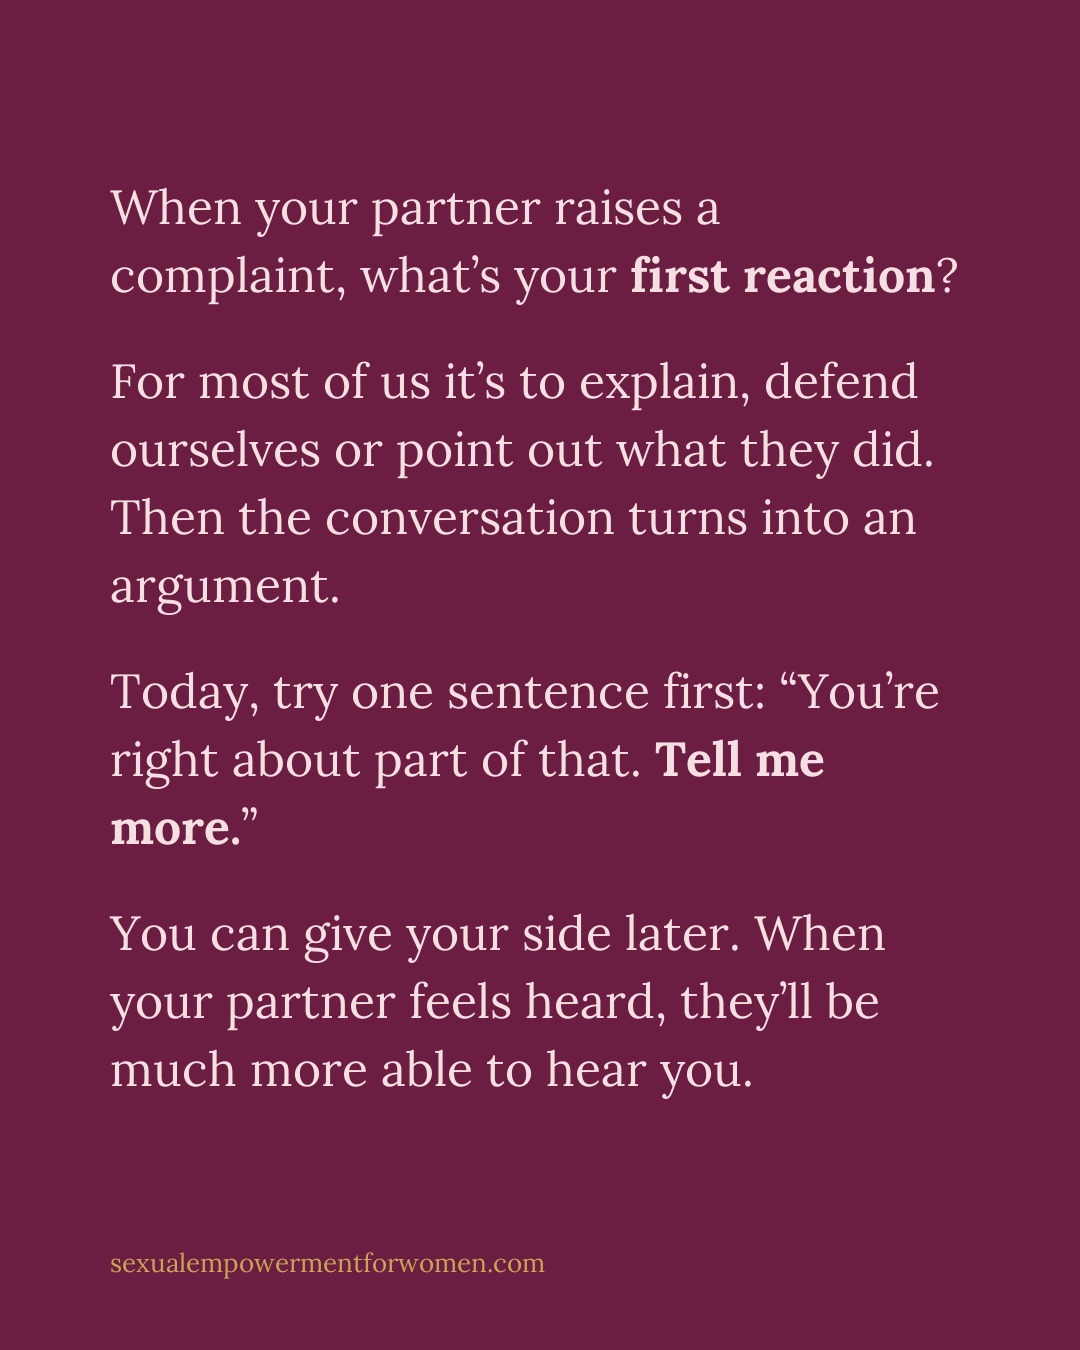 When your partner raises a
complaint, what’s your first reaction?
For most of us it’s to explain, defend
ourselves or point out what they did.
Then the conversation turns into an
argument.
Today, try one sentence first: “You’re
right about part of that. Tell me
more.”
You can give your side later. When
your partner feels heard, they’ll be
much more able to hear you.
sexualempowermentforwomen.com